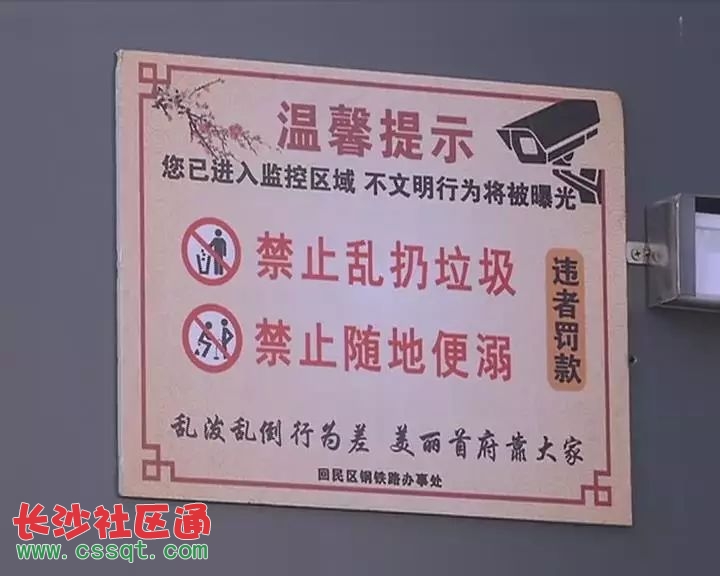 温馨提示
您已进入监控区域 不文明行为将被曝光
禁止乱扔垃圾
禁止随地便溺
违者罚款
乱泼乱倒行为差 美丽首府靠大家
回民区钢铁路办事处
长沙社区通
www.cssqt.com